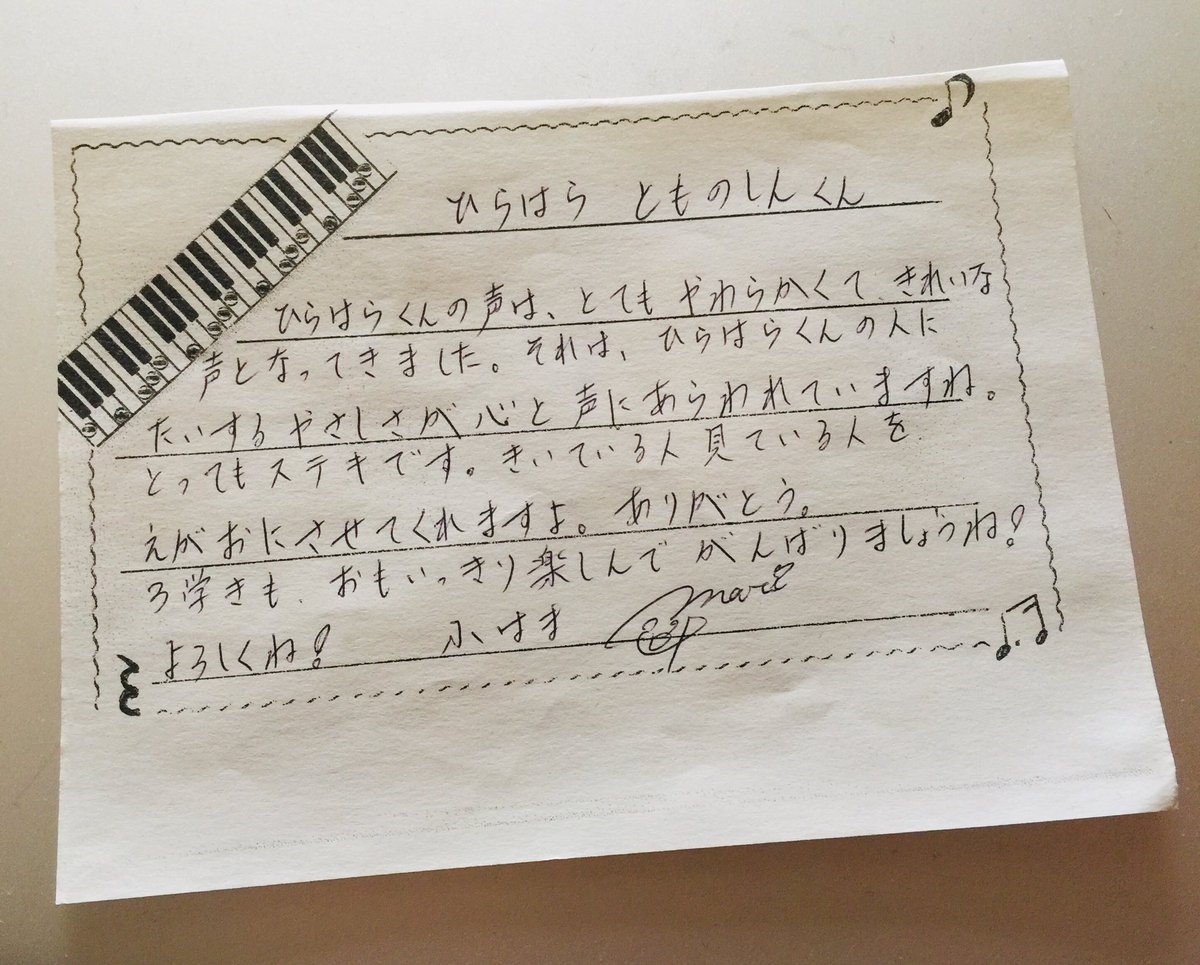 ひらはら とものしんくん
ひらはらくんの声は、とても やわらかくて、きれいな
声となってきました。それは、ひらはらくんの人に
たいする やさしさが 心と 声に あらわれていますね。
とっても ステキです。きいている人 見ている人を
えがおにさせてくれますよ。ありがとう。
3学きも、おもいっきり 楽しんで がんばりましょうね!
よろしくね! ふはま mari